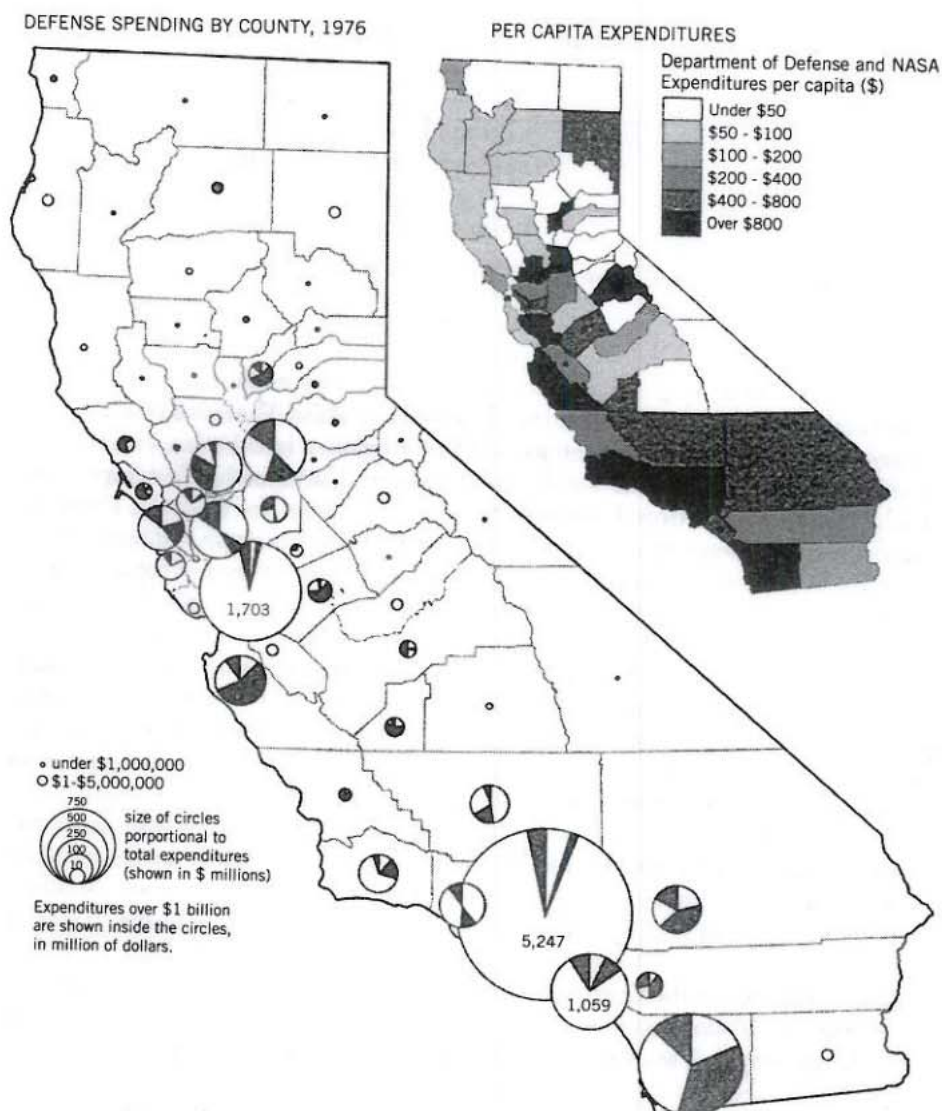 DEFENSE SPENDING BY COUNTY, 1976
PER CAPITA EXPENDITURES
Department of Defense and NASA
Expenditures per capita ($)
Under $50
$50 - $100
$100 - $200
$200 - $400
$400 - $800
Over $800
1,703
under $1,000,000
$1-$5,000,000
750
500
250
100
10
size of circles
porportional to
total expenditures
(shown in $ millions)
Expenditures over $1 billion
are shown inside the circles,
in million of dollars.
5,247
1,059